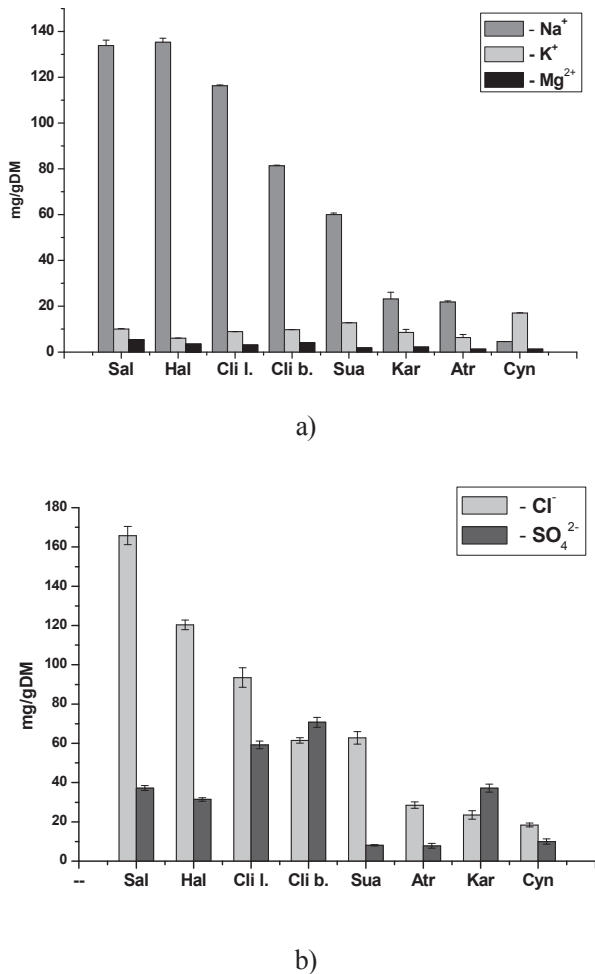 140
120
100
80
60
40
20
0
mg/gDM
- Na⁺
- K⁺
- Mg²⁺
Sal Hal Cli l. Cli b. Sua Kar Atr Cyn
a)
180
160
140
120
100
80
60
40
20
0
mg/gDM
- Cl⁻
- SO₄²⁻
-- Sal Hal Cli l. Cli b. Sua Atr Kar Cyn
b)